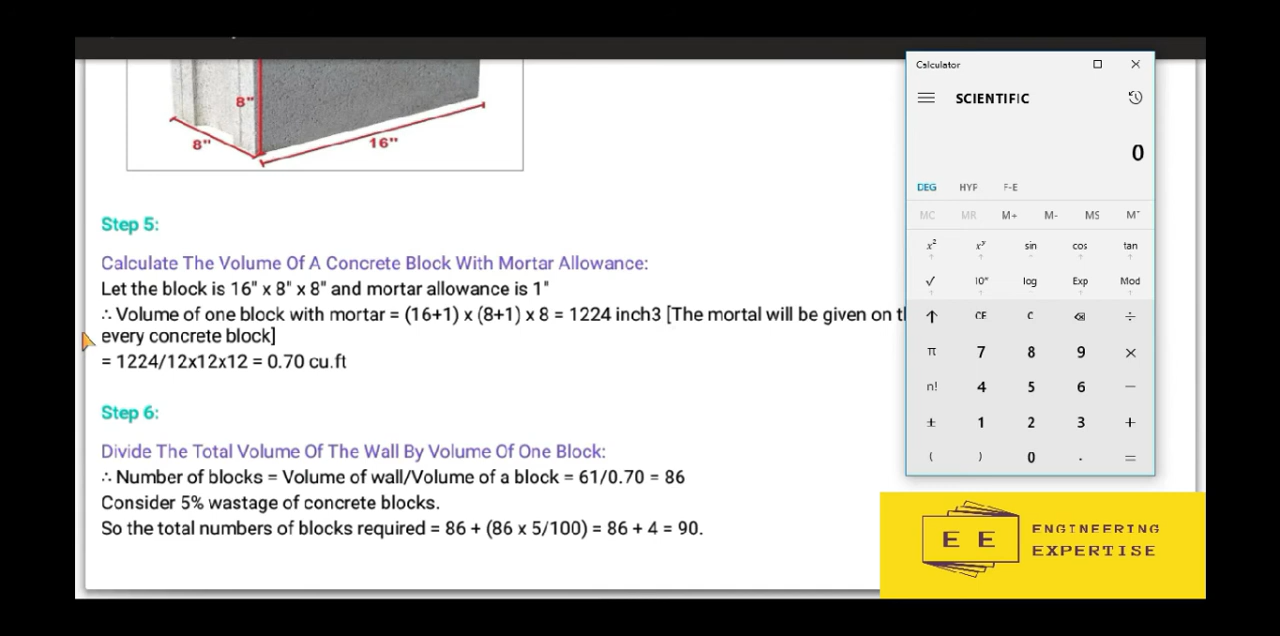 8"
8"
16"
Step 5:
Calculate The Volume Of A Concrete Block With Mortar Allowance:
Let the block is 16" x 8" x 8" and mortar allowance is 1"
∴ Volume of one block with mortar = (16+1) x (8+1) x 8 = 1224 inch3 [The mortal will be given on
every concrete block]
= 1224/12x12x12 = 0.70 cu.ft
Step 6:
Divide The Total Volume Of The Wall By Volume Of One Block:
∴ Number of blocks = Volume of wall/Volume of a block = 61/0.70 = 86
Consider 5% wastage of concrete blocks.
So the total numbers of blocks required = 86 + (86 x 5/100) = 86 + 4 = 90.
Calculator
SCIENTIFIC
0
DEG HYP F-E
MC MR M+ M- MS M˅
x² xʸ sin cos tan
√ 10ˣ log Exp Mod
↑ CE C ⌫ ÷
π 7 8 9 ×
n! 4 5 6 −
± 1 2 3 +
( ) 0 . =
E E
ENGINEERING
EXPERTISE